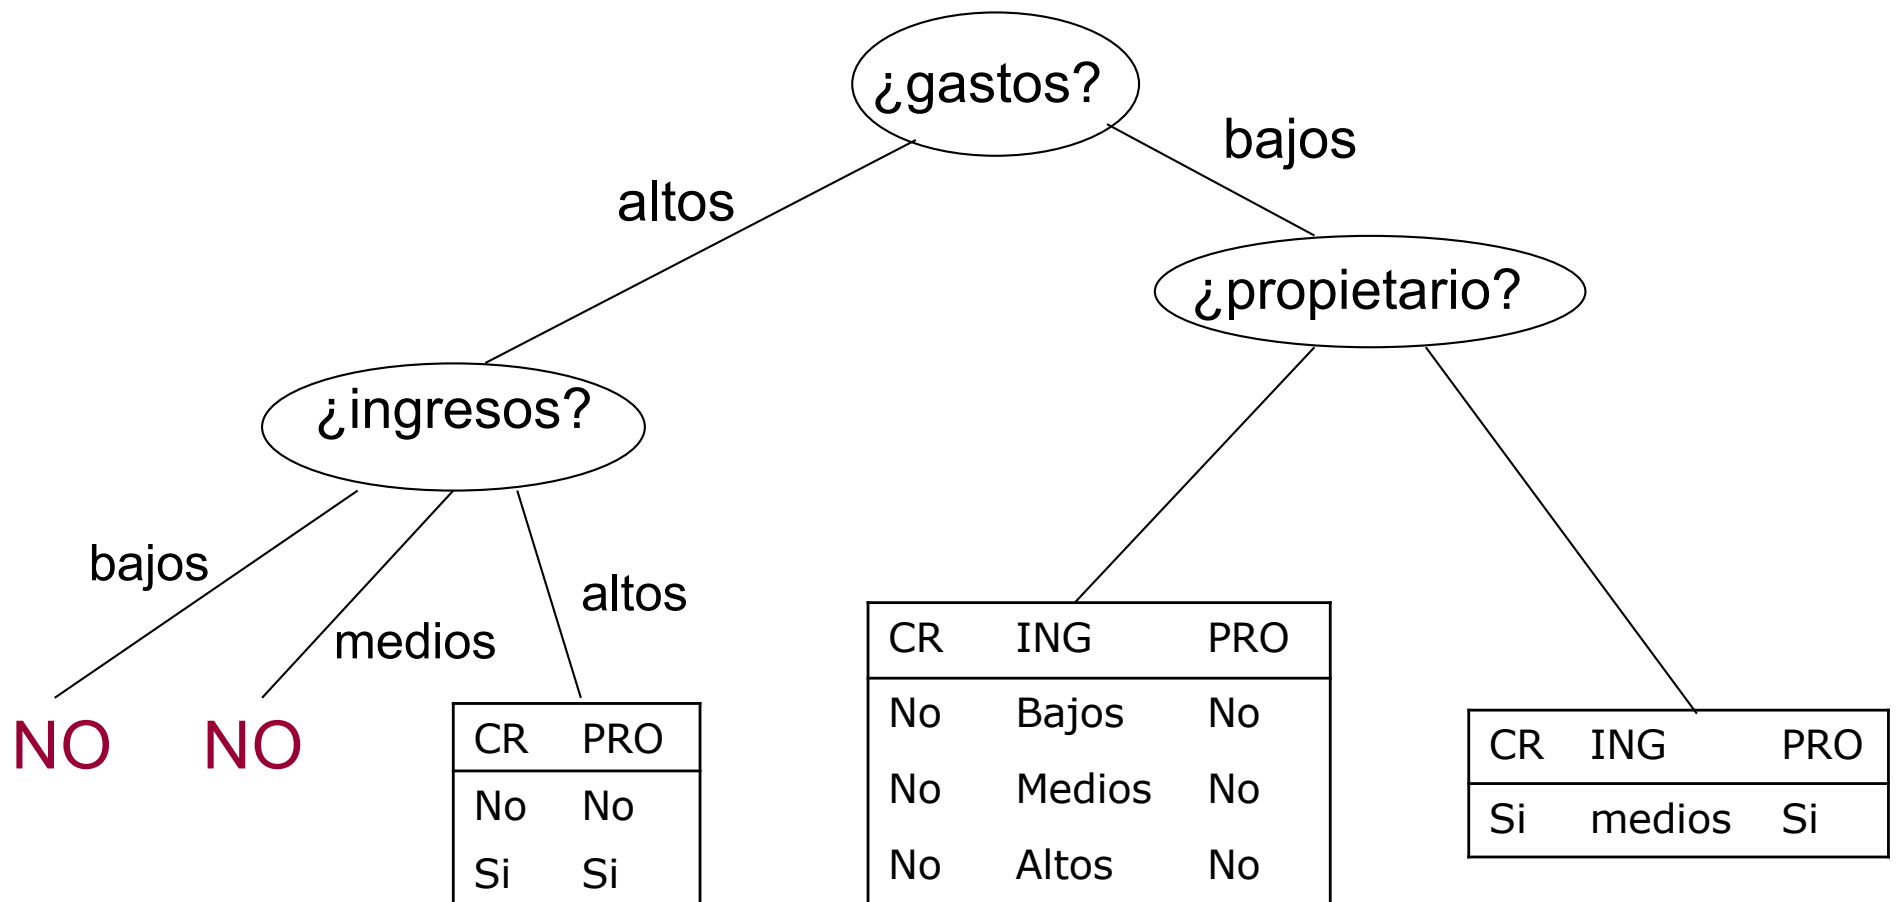 ¿gastos?
bajos
altos
¿propietario?
¿ingresos?
bajos
medios
altos
NO
NO
CR PRO
No No
Si Si
CR ING PRO
No Bajos No
No Medios No
No Altos No
CR ING PRO
Si medios Si